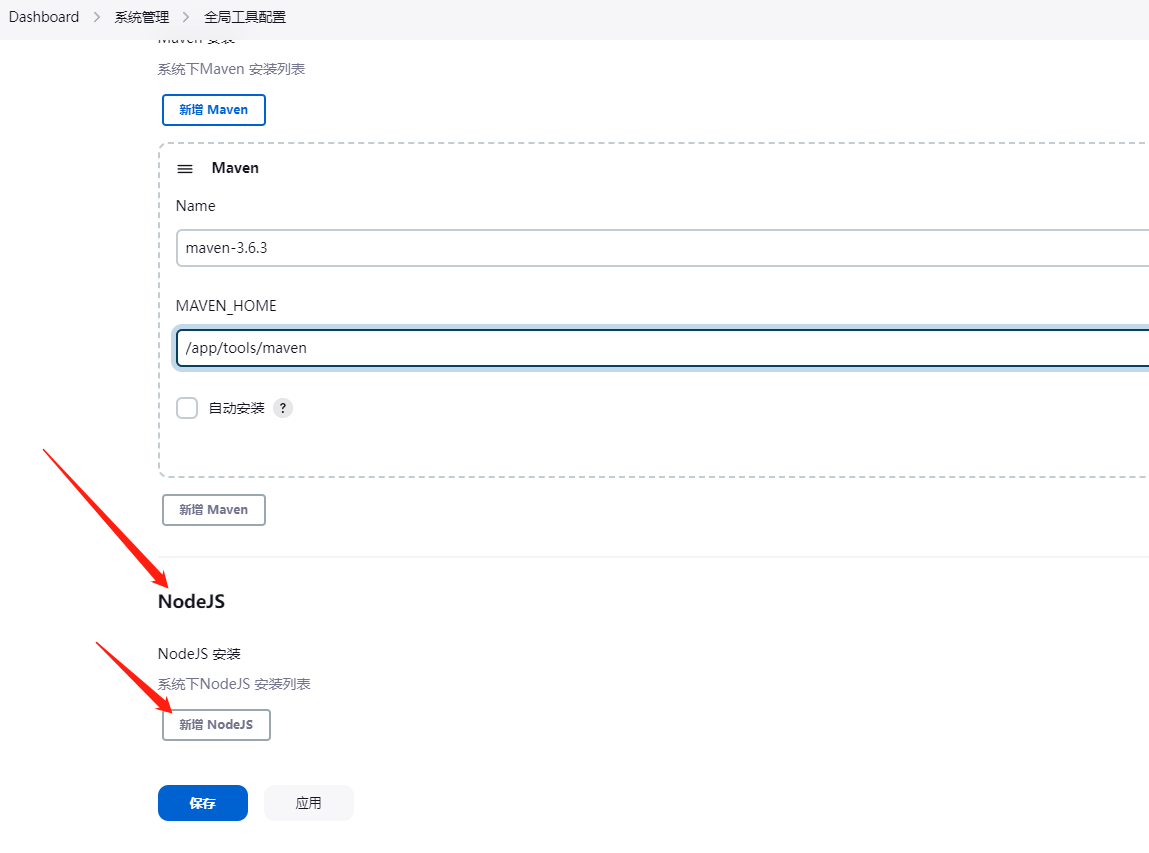 Dashboard > 系统管理 > 全局工具配置
Maven 安装
系统下Maven 安装列表
新增 Maven
Maven
Name
maven-3.6.3
MAVEN_HOME
/app/tools/maven
自动安装 ?
新增 Maven
NodeJS
NodeJS 安装
系统下NodeJS 安装列表
新增 NodeJS
保存 应用